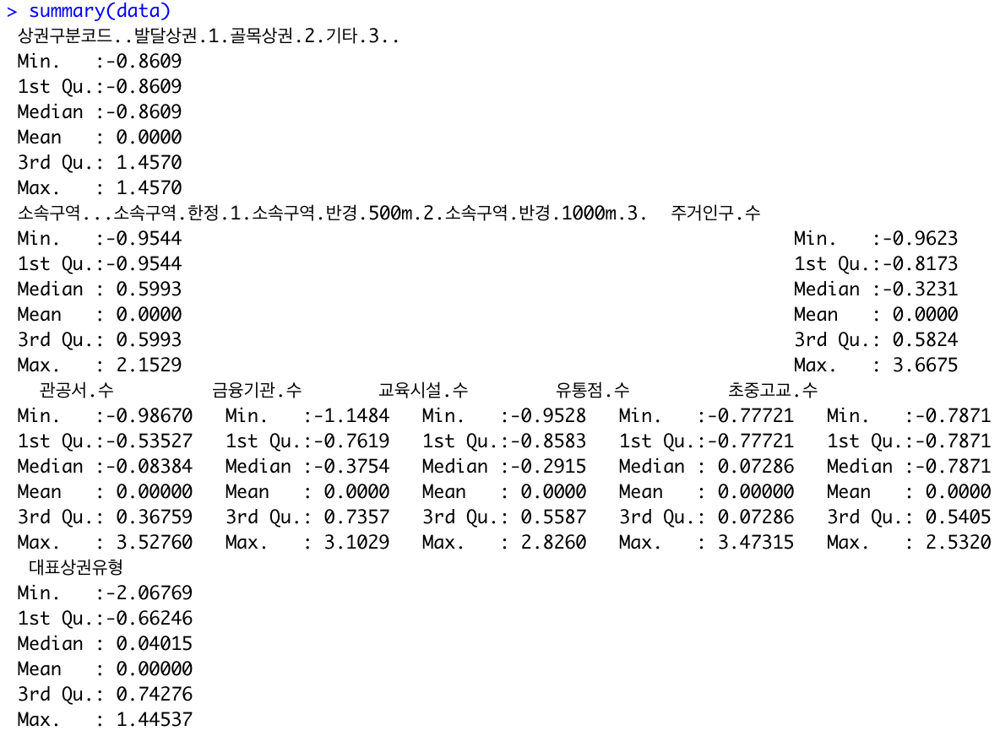 > summary(data)
상권구분코드..발달상권.1.골목상권.2.기타.3..
Min.   :-0.8609
1st Qu.:-0.8609
Median :-0.8609
Mean   : 0.0000
3rd Qu.: 1.4570
Max.   : 1.4570
소속구역...소속구역.한정.1.소속구역.반경.500m.2.소속구역.반경.1000m.3.  주거인구.수
Min.   :-0.9544   Min.   :-0.9623
1st Qu.:-0.9544   1st Qu.:-0.8173
Median : 0.5993   Median :-0.3231
Mean   : 0.0000   Mean   : 0.0000
3rd Qu.: 0.5993   3rd Qu.: 0.5824
Max.   : 2.1529   Max.   : 3.6675
관공서.수   금융기관.수   교육시설.수   유통점.수   초중고교.수
Min.   :-0.98670   Min.   :-1.1484   Min.   :-0.9528   Min.   :-0.77721   Min.   :-0.7871
1st Qu.:-0.53527   1st Qu.:-0.7619   1st Qu.:-0.8583   1st Qu.:-0.77721   1st Qu.:-0.7871
Median :-0.08384   Median :-0.3754   Median :-0.2915   Median : 0.07286   Median :-0.7871
Mean   : 0.00000   Mean   : 0.0000   Mean   : 0.0000   Mean   : 0.00000   Mean   : 0.0000
3rd Qu.: 0.36759   3rd Qu.: 0.7357   3rd Qu.: 0.5587   3rd Qu.: 0.07286   3rd Qu.: 0.5405
Max.   : 3.52760   Max.   : 3.1029   Max.   : 2.8260   Max.   : 3.47315   Max.   : 2.5320
대표상권유형
Min.   :-2.06769
1st Qu.:-0.66246
Median : 0.04015
Mean   : 0.00000
3rd Qu.: 0.74276
Max.   : 1.44537